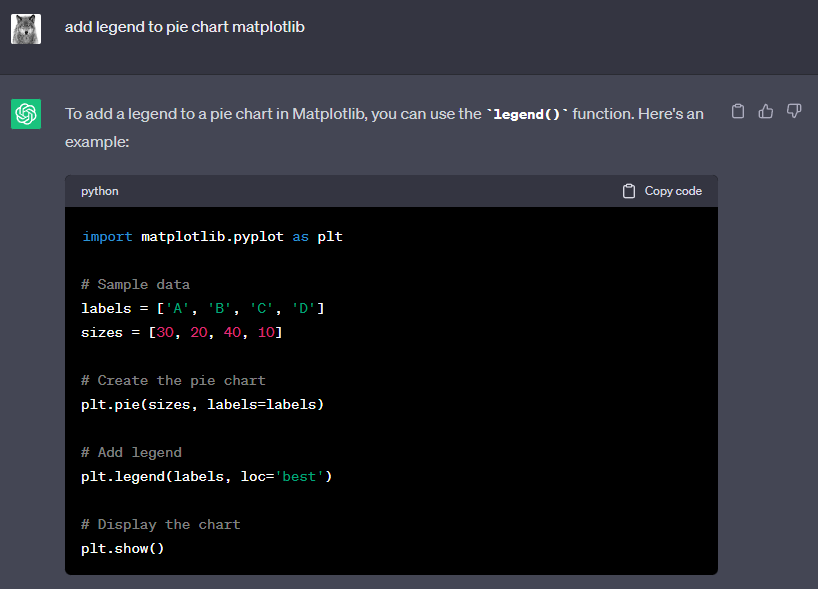 add legend to pie chart matplotlib
To add a legend to a pie chart in Matplotlib, you can use the `legend()` function. Here's an
example:
python
Copy code
import matplotlib.pyplot as plt
# Sample data
labels = ['A', 'B', 'C', 'D']
sizes = [30, 20, 40, 10]
# Create the pie chart
plt.pie(sizes, labels=labels)
# Add legend
plt.legend(labels, loc='best')
# Display the chart
plt.show()